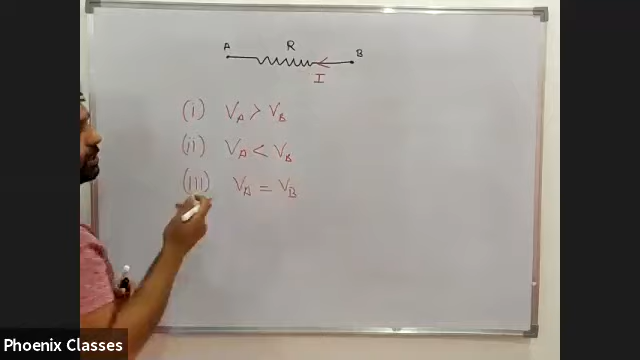 A R B
I
(i) V_A > V_B
(ii) V_A < V_B
(iii) V_A = V_B
Phoenix Classes